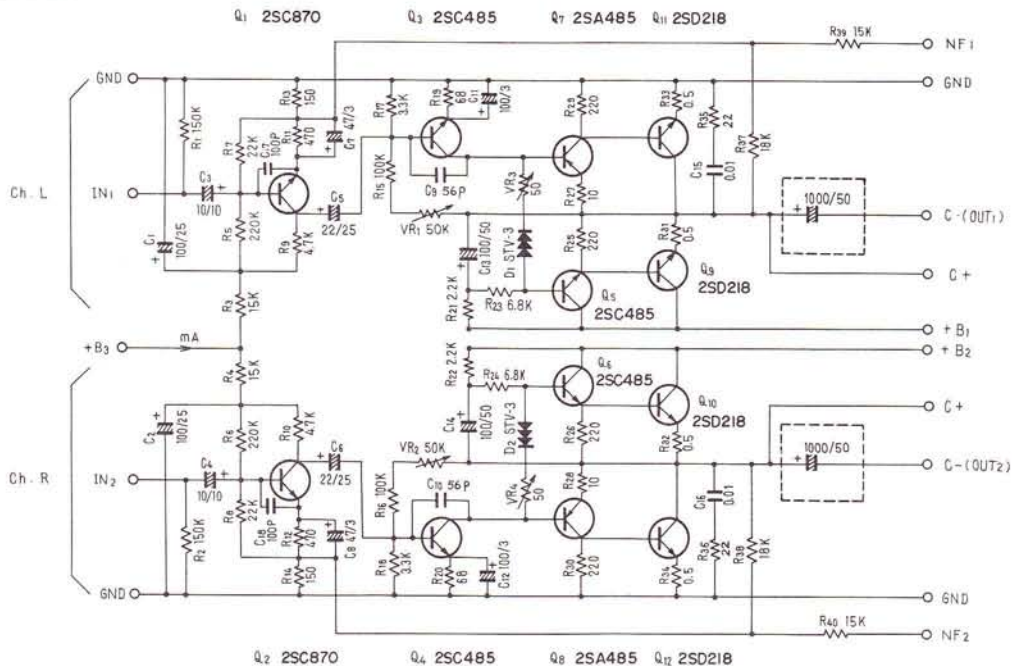 Q1 2SC870 Q3 2SC485 Q7 2SA485 Q11 2SD218
R39 15K NF1
GND GND
R13 150
C11 100/3
R19 68
R17 3.3K
R29 220
R33 0.5
R1 150K
R7 22K
C17 100P
R11 470
C7 47/3
R35 22
R37 18K
Ch. L
IN1
C3 + 10/10
C5 + 22/25
R15 100K
C9 56P
VR3 50
R27 10
C15 0.01
1000/50 +
C-(OUT1)
C1 + 100/25
R5 220K
R9 4.7K
VR1 50K
C13 100/50 +
D1 STV-3
R25 220
R31 0.5
C+
R3 15K
R21 2.2K
R23 6.8K
Q5 2SC485
Q9 2SD218
+B1
+B3 mA
+B2
R4 15K
R22 2.2K
R24 6.8K
Q6 2SC485
Q10 2SD218
C2 + 100/25
R6 220K
R10 4.7K
C6 + 22/25
C14 + 100/50
D2 STV-3
R26 220
R32 0.5
C+
VR2 50K
1000/50 +
C-(OUT2)
Ch. R
IN2
C4 + 10/10
R16 100K
C10 56P
VR4 50
R28 10
C16 0.01
R2 150K
R8 22K
C18 100P
R12 470
C8 + 47/3
R14 150
R18 3.3K
R20 68
C12 + 100/3
R30 220
R34 0.5
R36 22
R38 18K
GND GND
R40 15K NF2
Q2 2SC870 Q4 2SC485 Q8 2SA485 Q12 2SD218